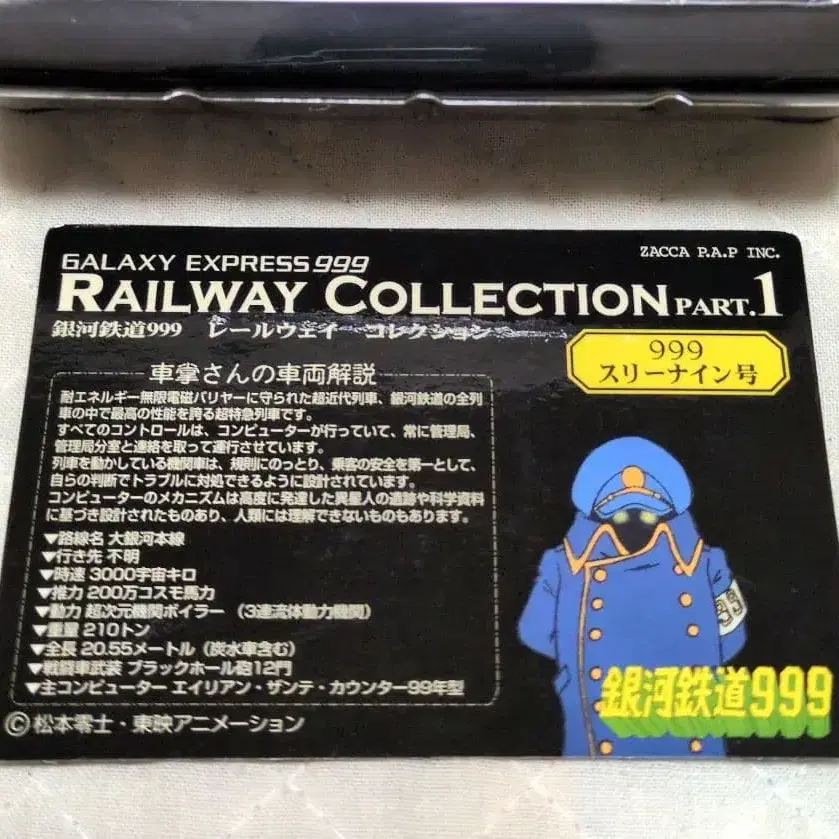 ZACCA P.A.P INC.
GALAXY EXPRESS 999
RAILWAY COLLECTION PART.1
銀河鉄道999 レールウェイ コレクション
999
スリーナイン号
車掌さんの車両解説
耐エネルギー無限電磁バリヤーに守られた超近代列車、銀河鉄道の全列
車の中で最高の性能を誇る超特急列車です。
すべてのコントロールは、コンピューターが行っていて、常に管理局、
管理局分室と連絡を取って運行させています。
列車を動かしている機関車は、規則にのっとり、乗客の安全を第一として、
自らの判断でトラブルに対処できるように設計されています。
コンピューターのメカニズムは高度に発達した異星人の遺跡や科学資料
に基づき設計されたものあり、人類には理解できないものもあります。
▼路線名 大銀河本線
▼行き先 不明
▼時速 3000宇宙キロ
▼推力 200万コスモ馬力
▼動力 超次元機関ボイラー (3連流体動力機関)
▼重量 210トン
▼全長 20.55メートル (炭水車含む)
▼戦闘車武装 ブラックホール砲12門
▼主コンピューター エイリアン・ザンテ・カウンター99年型
99
銀河鉄道999
©松本零士・東映アニメーション